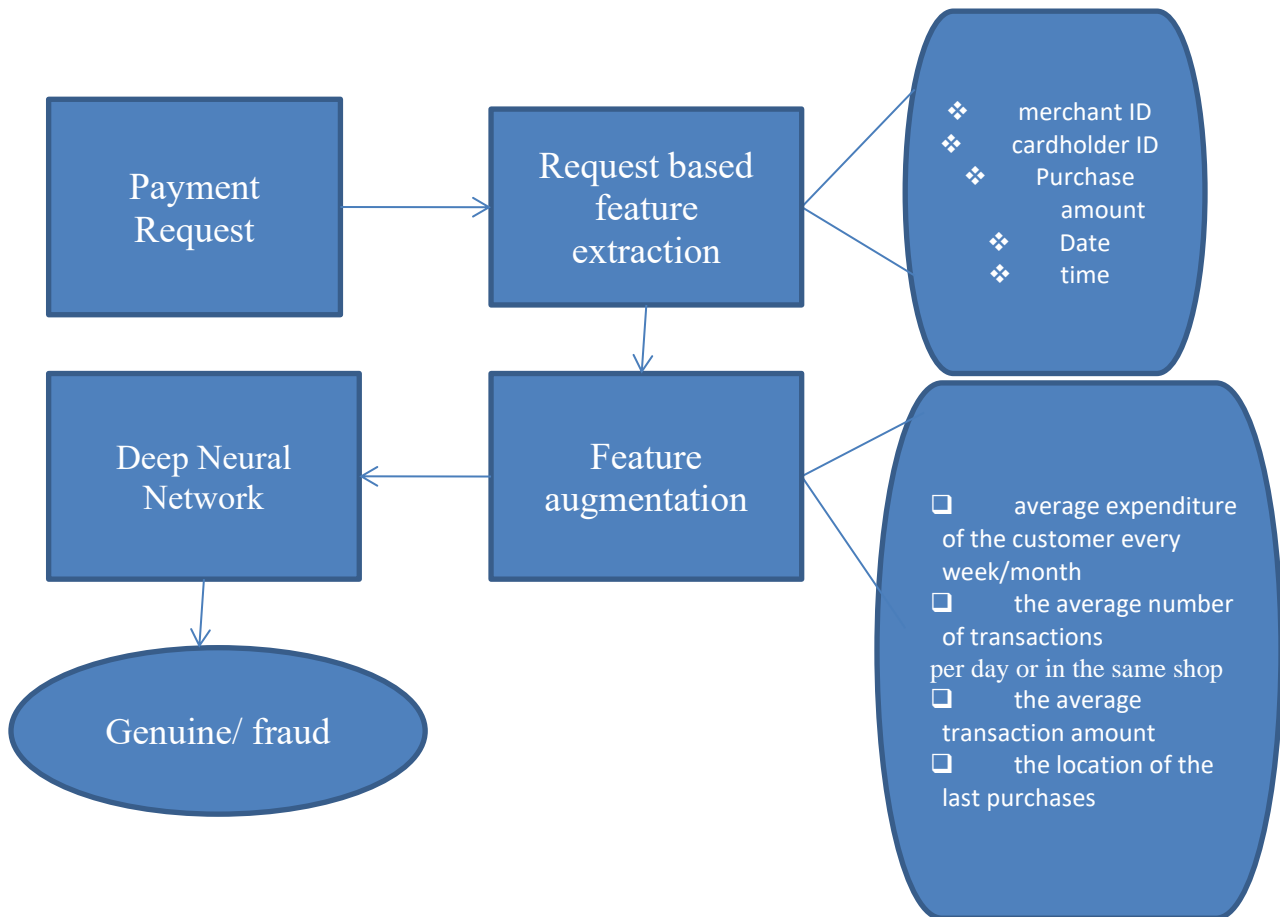 Payment
Request
Request based
feature
extraction
❖ merchant ID
❖ cardholder ID
❖ Purchase
amount
❖ Date
❖ time
Deep Neural
Network
Feature
augmentation
❑ average expenditure
of the customer every
week/month
❑ the average number
of transactions
per day or in the same shop
❑ the average
transaction amount
❑ the location of the
last purchases
Genuine/ fraud